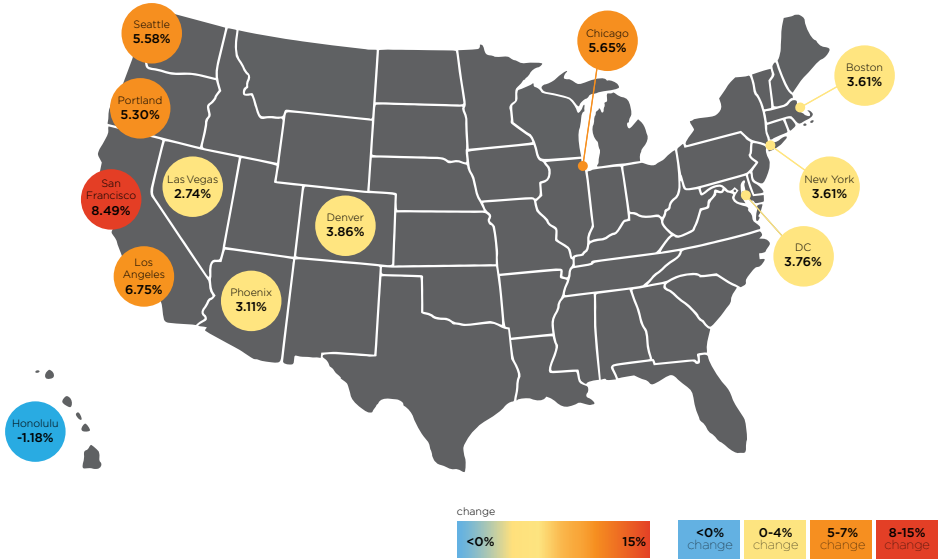 Seattle
5.58%
Chicago
5.65%
Boston
3.61%
Portland
5.30%
San
Francisco
8.49%
Las Vegas
2.74%
New York
3.61%
Denver
3.86%
DC
3.76%
Los
Angeles
6.75%
Phoenix
3.11%
Honolulu
-1.18%
change
<0%
15%
<0%
change
0-4%
change
5-7%
change
8-15%
change